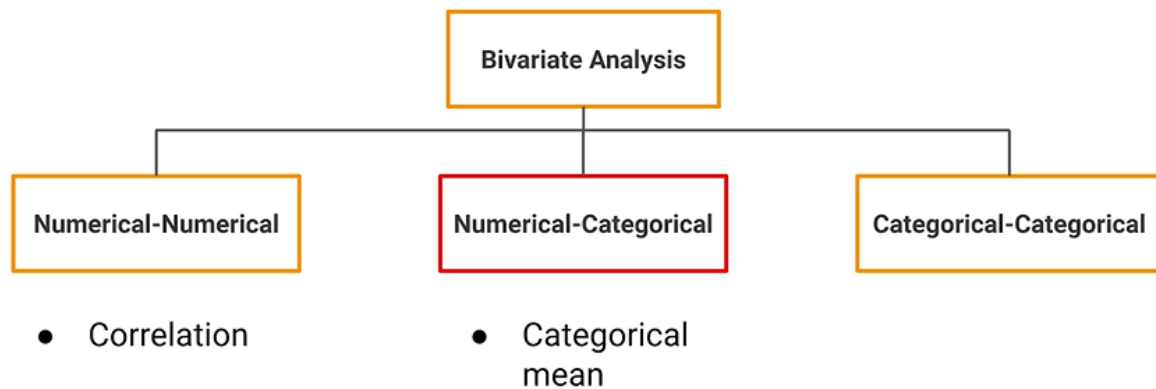 Bivariate Analysis
Numerical-Numerical
Numerical-Categorical
Categorical-Categorical
● Correlation
● Categorical
mean